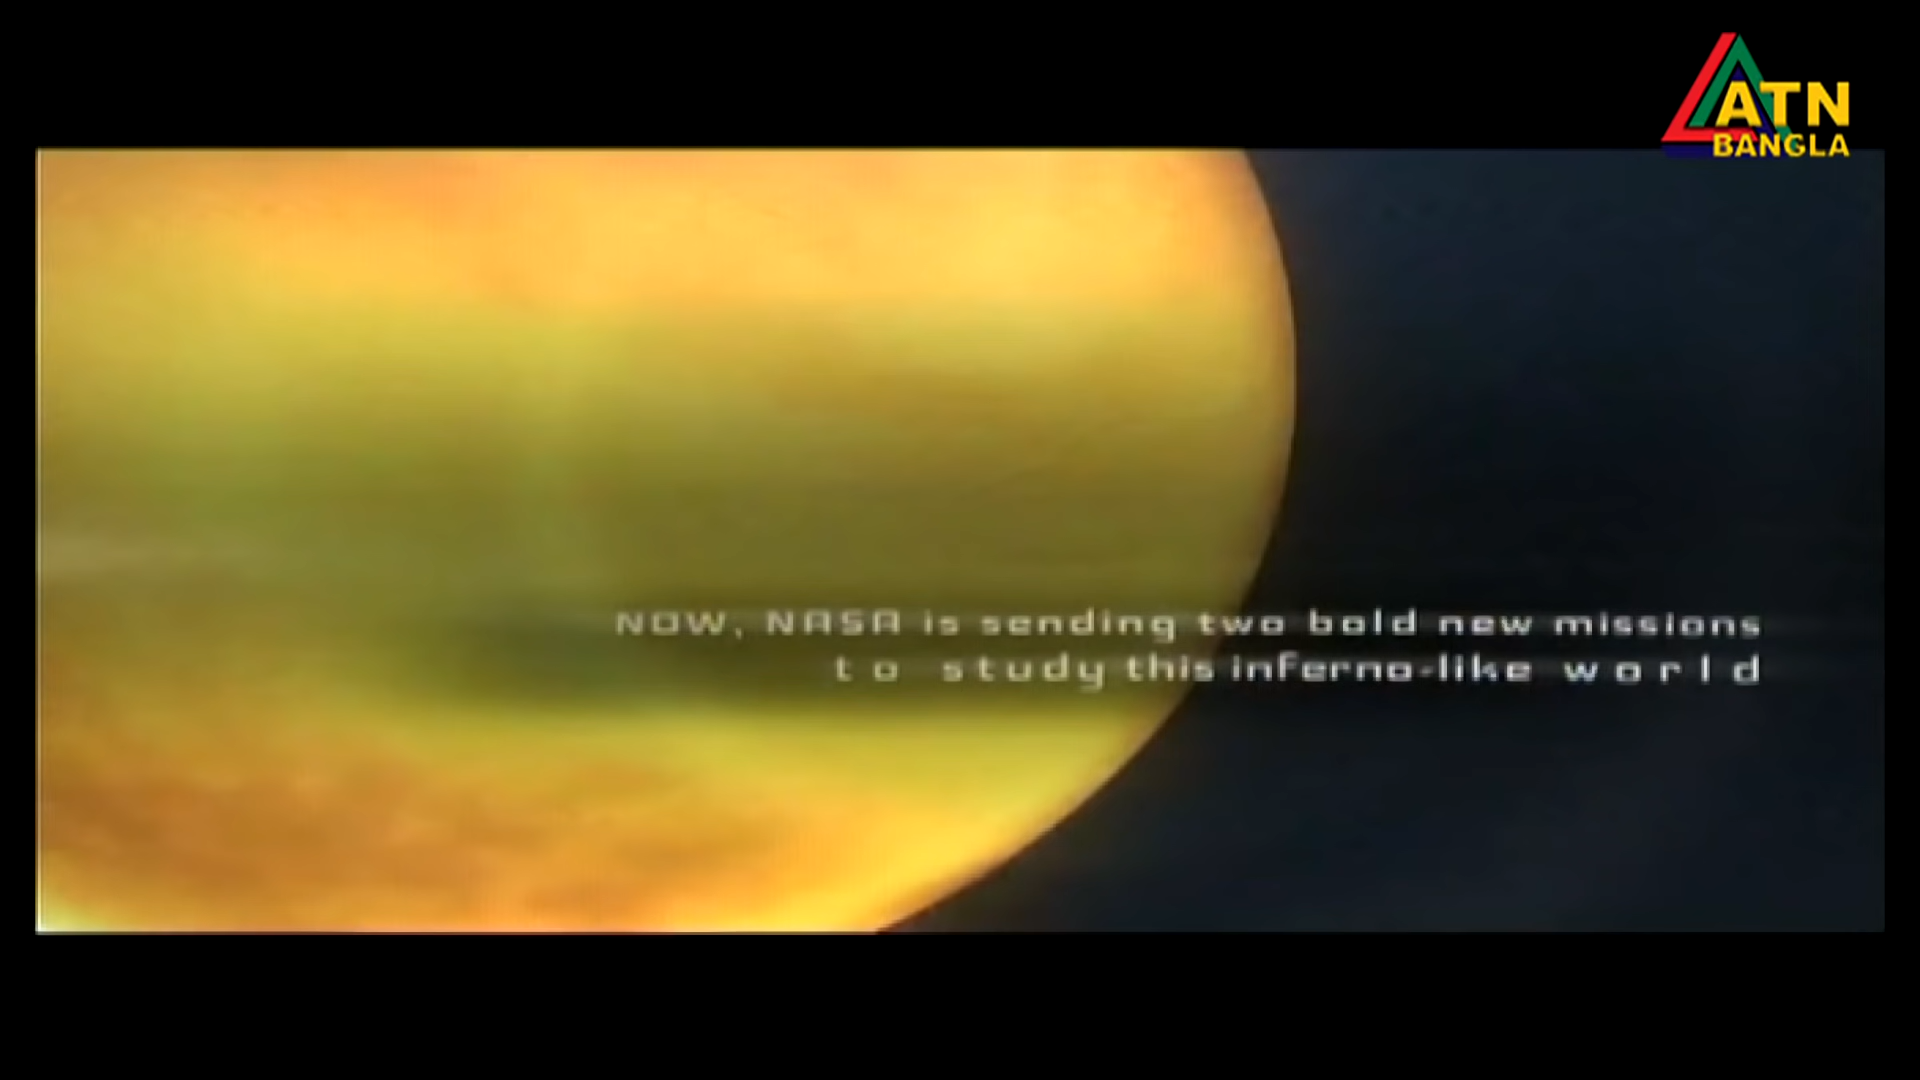 ATN
BANGLA
NOW, NASA is sending two bold new missions
to study this inferno-like world